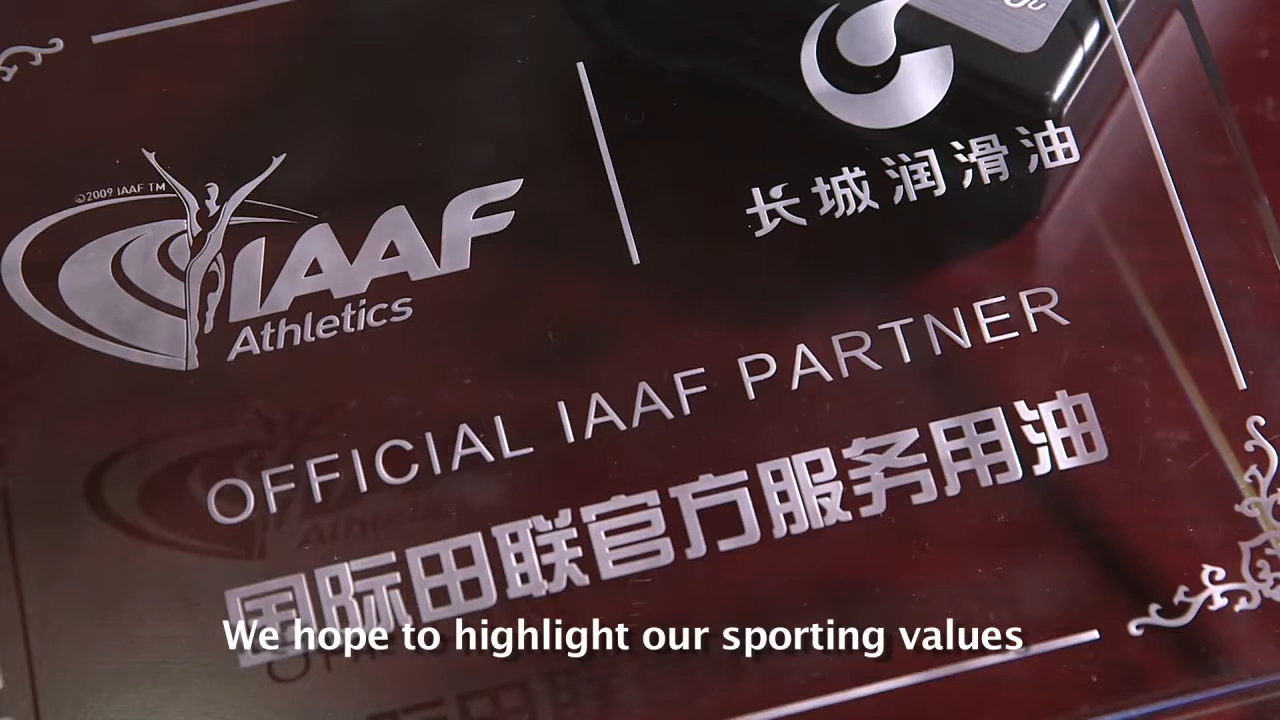 ©2009 IAAF TM
IAAF
Athletics
长城润滑油
OFFICIAL IAAF PARTNER
国际田联官方服务用油
We hope to highlight our sporting values